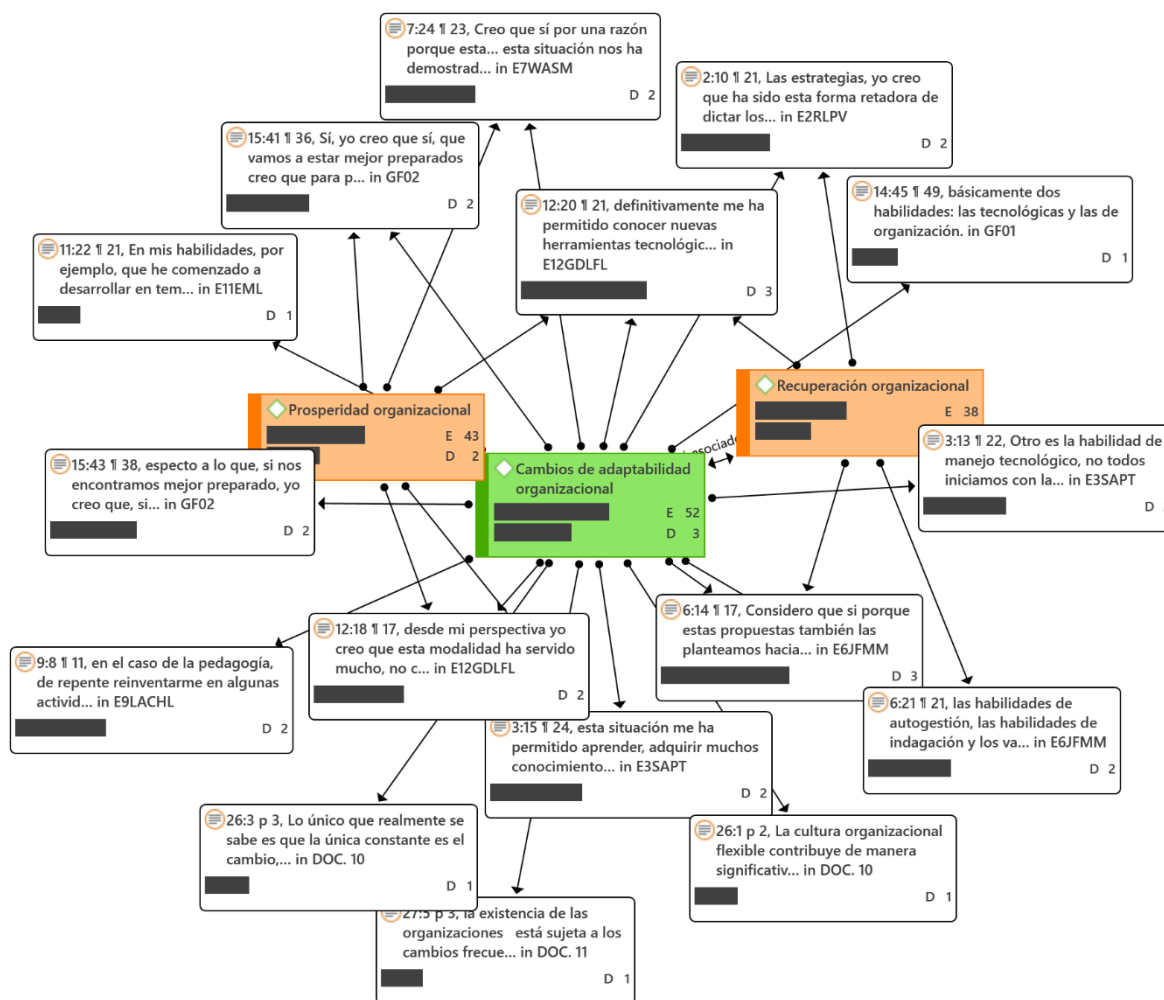 7:24 ¶ 23, Creo que sí por una razón
porque esta... esta situación nos ha
demostrad... in E7WASM
D 2
2:10 ¶ 21, Las estrategias, yo creo
que ha sido esta forma retadora de
dictar los... in E2RLPV
D 2
15:41 ¶ 36, Sí, yo creo que sí, que
vamos a estar mejor preparados
creo que para p... in GF02
D 2
12:20 ¶ 21, definitivamente me ha
permitido conocer nuevas
herramientas tecnológic... in
E12GDLFL
D 3
14:45 ¶ 49, básicamente dos
habilidades: las tecnológicas y las de
organización. in GF01
D 1
11:22 ¶ 21, En mis habilidades, por
ejemplo, que he comenzado a
desarrollar en tem... in E11EML
D 1
Prosperidad organizacional
E 43
D 2
Recuperación organizacional
E 38
asociado
Cambios de adaptabilidad
organizacional
E 52
D 3
3:13 ¶ 22, Otro es la habilidad de
manejo tecnológico, no todos
iniciamos con la... in E3SAPT
D
15:43 ¶ 38, especto a lo que, si nos
encontramos mejor preparado, yo
creo que, si... in GF02
D 2
6:14 ¶ 17, Considero que si porque
estas propuestas también las
planteamos hacia... in E6JFMM
D 3
12:18 ¶ 17, desde mi perspectiva yo
creo que esta modalidad ha servido
mucho, no c... in E12GDLFL
D 2
9:8 ¶ 11, en el caso de la pedagogía,
de repente reinventarme en algunas
activid... in E9LACHL
D 2
6:21 ¶ 21, las habilidades de
autogestión, las habilidades de
indagación y los va... in E6JFMM
D 2
3:15 ¶ 24, esta situación me ha
permitido aprender, adquirir muchos
conocimiento... in E3SAPT
D 2
26:3 p 3, Lo único que realmente se
sabe es que la única constante es el
cambio,... in DOC. 10
D 1
26:1 p 2, La cultura organizacional
flexible contribuye de manera
significativ... in DOC. 10
D 1
27:5 p 3, la existencia de las
organizaciones está sujeta a los
cambios frecue... in DOC. 11
D 1